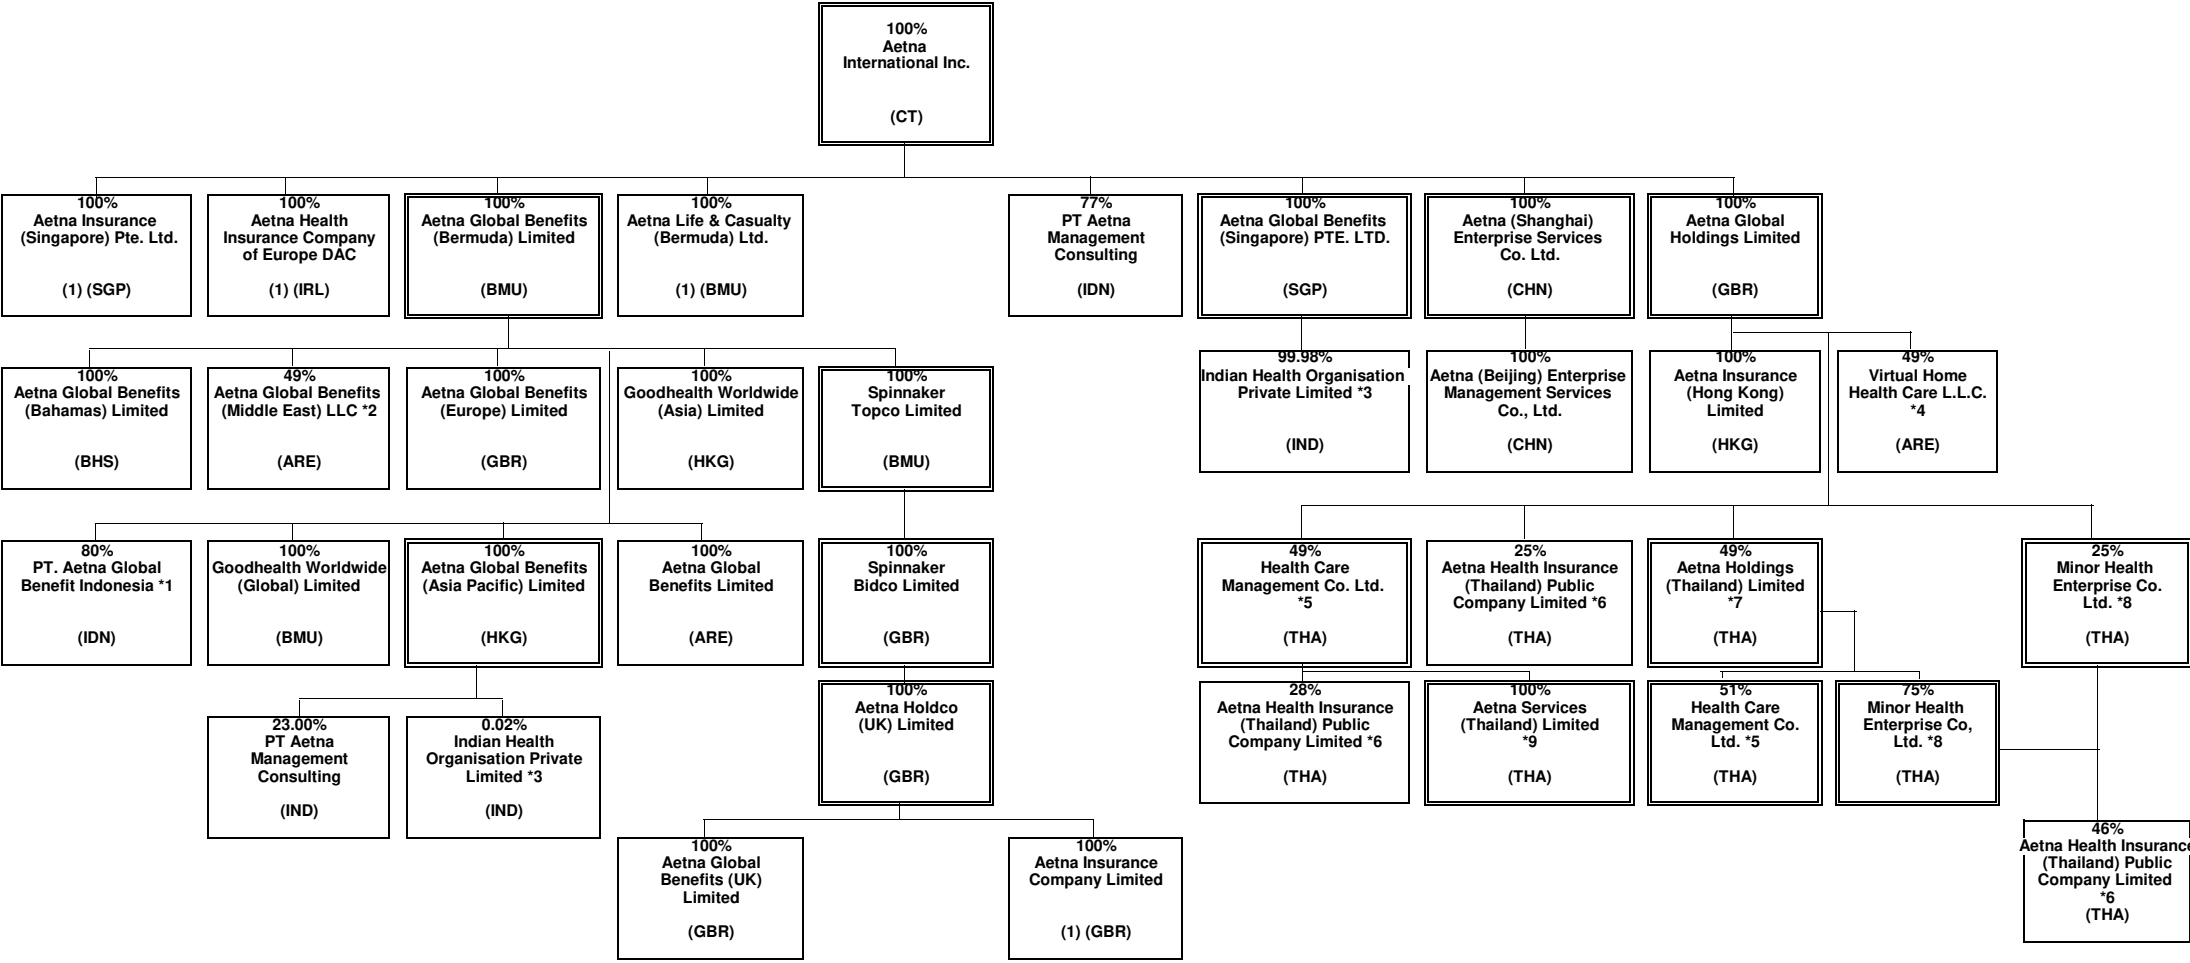 100%
Aetna
International Inc.
(CT)
100%
Aetna Insurance
(Singapore) Pte. Ltd.
(1) (SGP)
100%
Aetna Health
Insurance Company
of Europe DAC
(1) (IRL)
100%
Aetna Global Benefits
(Bermuda) Limited
(BMU)
100%
Aetna Life & Casualty
(Bermuda) Ltd.
(1) (BMU)
77%
PT Aetna
Management
Consulting
(IDN)
100%
Aetna Global Benefits
(Singapore) PTE. LTD.
(SGP)
100%
Aetna (Shanghai)
Enterprise Services
Co. Ltd.
(CHN)
100%
Aetna Global
Holdings Limited
(GBR)
100%
Aetna Global Benefits
(Bahamas) Limited
(BHS)
49%
Aetna Global Benefits
(Middle East) LLC *2
(ARE)
100%
Aetna Global Benefits
(Europe) Limited
(GBR)
100%
Goodhealth Worldwide
(Asia) Limited
(HKG)
100%
Spinnaker
Topco Limited
(BMU)
99.98%
Indian Health Organisation
Private Limited *3
(IND)
100%
Aetna (Beijing) Enterprise
Management Services
Co., Ltd.
(CHN)
100%
Aetna Insurance
(Hong Kong)
Limited
(HKG)
49%
Virtual Home
Health Care L.L.C.
*4
(ARE)
80%
PT. Aetna Global
Benefit Indonesia *1
(IDN)
100%
Goodhealth Worldwide
(Global) Limited
(BMU)
100%
Aetna Global Benefits
(Asia Pacific) Limited
(HKG)
100%
Aetna Global
Benefits Limited
(ARE)
100%
Spinnaker
Bidco Limited
(GBR)
49%
Health Care
Management Co. Ltd.
*5
(THA)
25%
Aetna Health Insurance
(Thailand) Public
Company Limited *6
(THA)
49%
Aetna Holdings
(Thailand) Limited
*7
(THA)
25%
Minor Health
Enterprise Co.
Ltd. *8
(THA)
23.00%
PT Aetna
Management
Consulting
(IND)
0.02%
Indian Health
Organisation Private
Limited *3
(IND)
100%
Aetna Holdco
(UK) Limited
(GBR)
28%
Aetna Health Insurance
(Thailand) Public
Company Limited *6
(THA)
100%
Aetna Services
(Thailand) Limited
*9
(THA)
51%
Health Care
Management Co.
Ltd. *5
(THA)
75%
Minor Health
Enterprise Co,
Ltd. *8
(THA)
100%
Aetna Global
Benefits (UK)
Limited
(GBR)
100%
Aetna Insurance
Company Limited
(1) (GBR)
46%
Aetna Health Insurance
(Thailand) Public
Company Limited
*6
(THA)